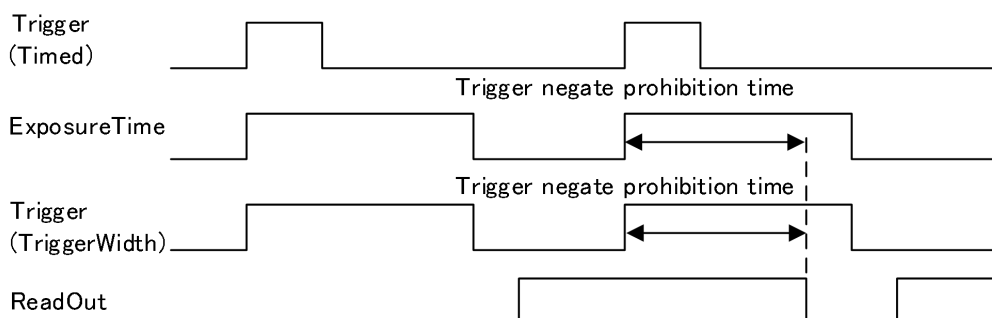 Trigger
(Timed)
Trigger negate prohibition time
ExposureTime
Trigger negate prohibition time
Trigger
(TriggerWidth)
ReadOut